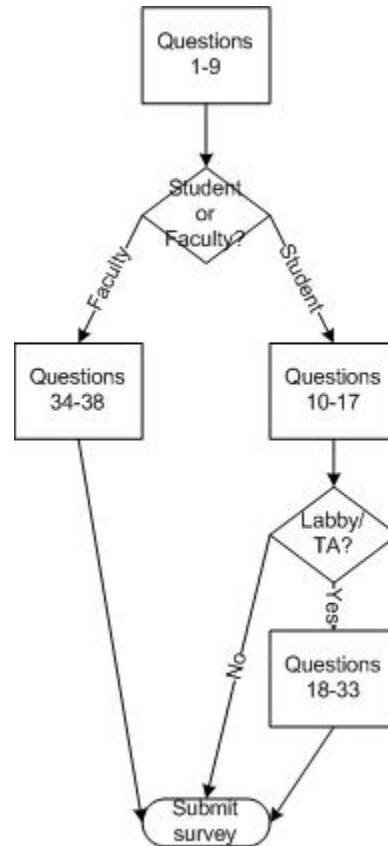 Questions
1-9
Student
or
Faculty?
Faculty
Student
Questions
34-38
Questions
10-17
Labby/
TA?
Yes
No
Questions
18-33
Submit
survey